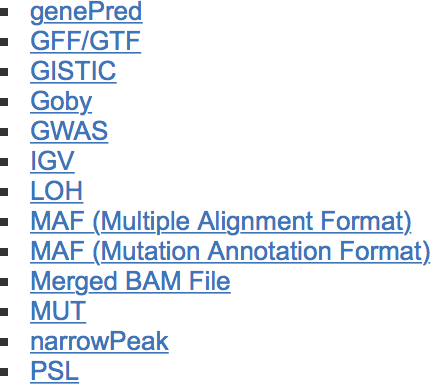 genePred
GFF/GTF
GISTIC
Goby
GWAS
IGV
LOH
MAF (Multiple Alignment Format)
MAF (Mutation Annotation Format)
Merged BAM File
MUT
narrowPeak
PSL